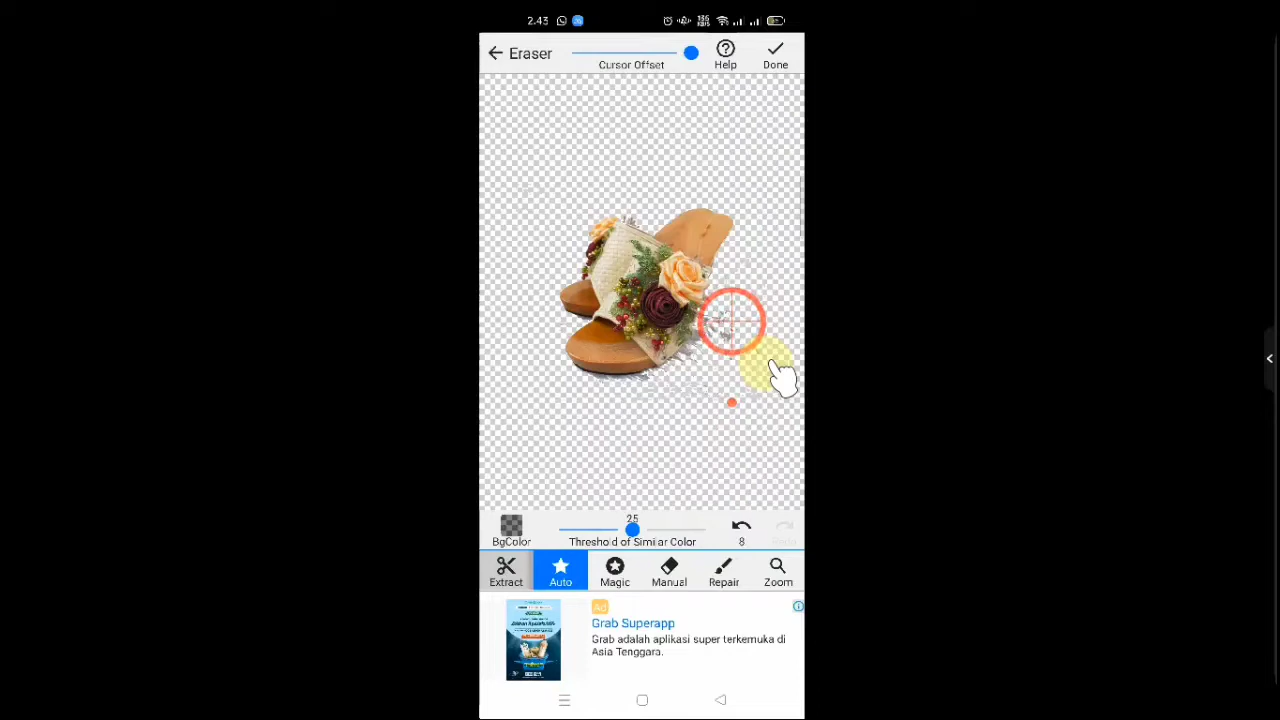 2.43
Eraser
Cursor Offset
Help
Done
25
BgColor
Threshold of Similar Color
8
Redo
Extract
Auto
Magic
Manual
Repair
Zoom
Ad
Grab Superapp
Grab adalah aplikasi super terkemuka di
Asia Tenggara.